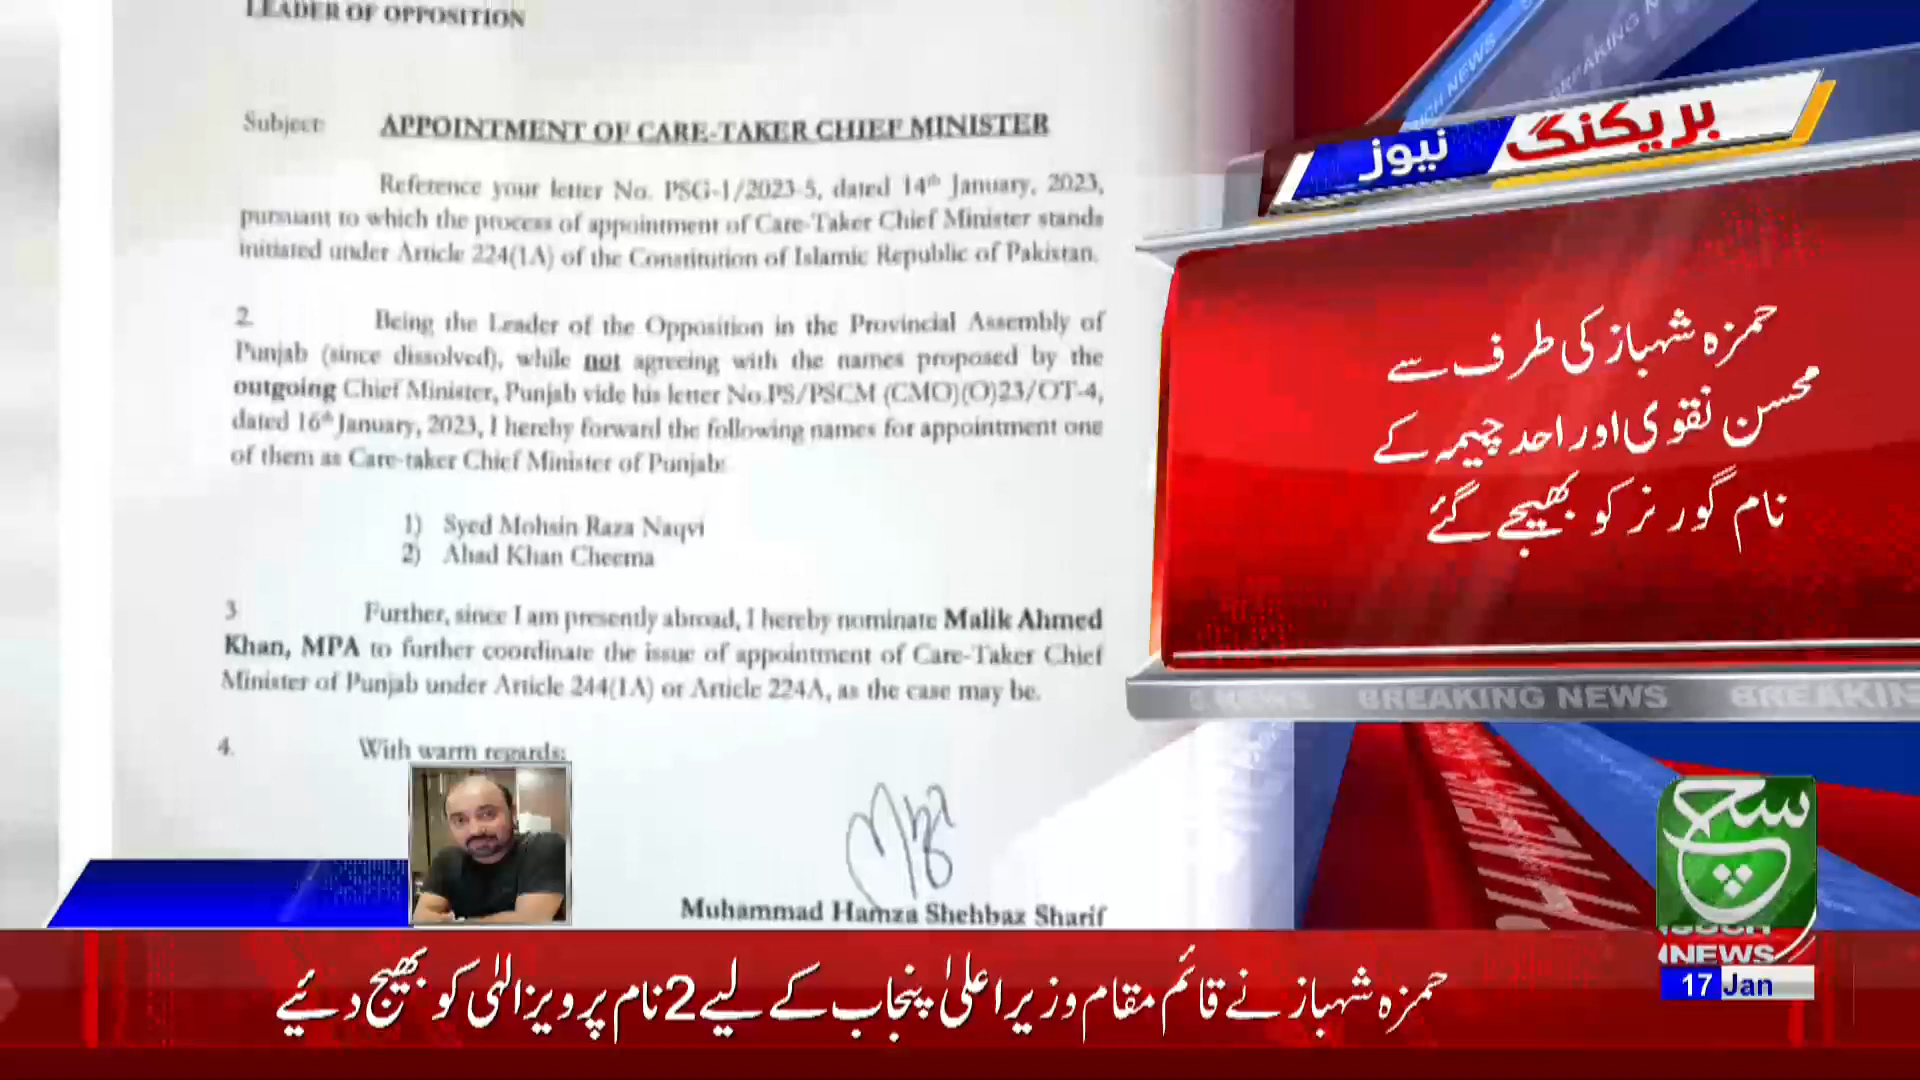 LEADER OF OPPOSITION
Subject: APPOINTMENT OF CARE-TAKER CHIEF MINISTER
Reference your letter No. PSG-1/2023-5, dated 14th January, 2023,
pursuant to which the process of appointment of Care-Taker Chief Minister stands
initiated under Article 224(1A) of the Constitution of Islamic Republic of Pakistan.
2. Being the Leader of the Opposition in the Provincial Assembly of
Punjab (since dissolved), while not agreeing with the names proposed by the
outgoing Chief Minister, Punjab vide his letter No.PS/PSCM (CMO)(O)23/OT-4,
dated 16th January, 2023, I hereby forward the following names for appointment one
of them as Care-taker Chief Minister of Punjab:
1) Syed Mohsin Raza Naqvi
2) Ahad Khan Cheema
3 Further, since I am presently abroad, I hereby nominate Malik Ahmed
Khan, MPA to further coordinate the issue of appointment of Care-Taker Chief
Minister of Punjab under Article 244(1A) or Article 224A, as the case may be.
4. With warm regards:
Muhammad Hamza Shehbaz Sharif
بریکنگ نیوز
حمزہ شہباز کی طرف سے
محسن نقوی اور احد چیمہ کے
نام گورنر کو بھیجے گئے
BREAKING NEWS
سچ
NEWS
17 Jan
حمزہ شہباز نے قائم مقام وزیراعلیٰ پنجاب کے لیے 2 نام پرویز الہٰی کو بھیج دئیے